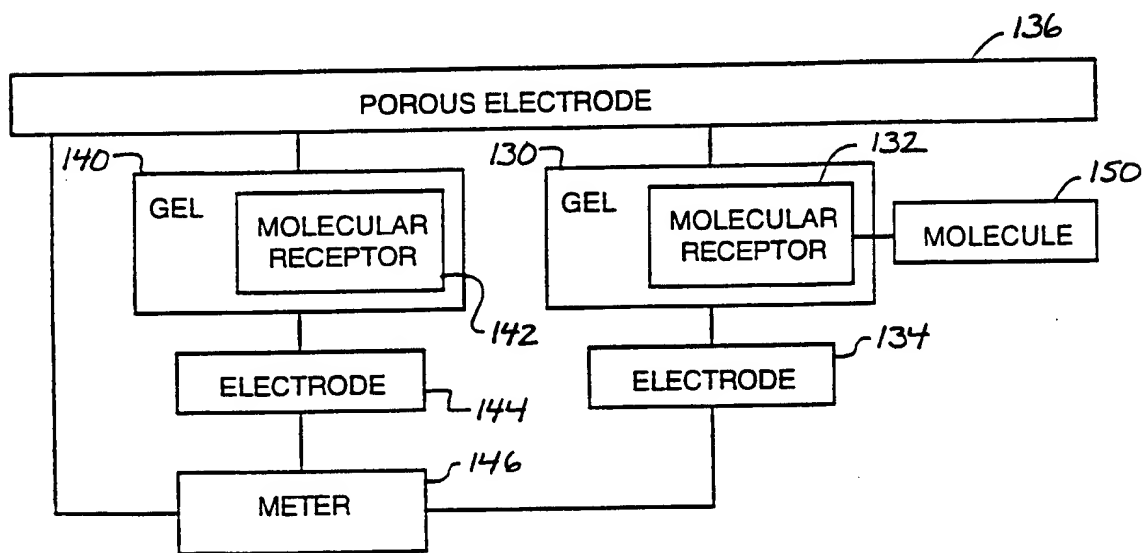 136
POROUS ELECTRODE
140
130
132
150
GEL
MOLECULAR
RECEPTOR
GEL
MOLECULAR
RECEPTOR
MOLECULE
142
134
ELECTRODE
144
ELECTRODE
146
METER